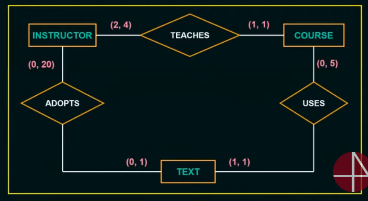 (2, 4) (1, 1)
INSTRUCTOR TEACHES COURSE
(0, 20) (0, 5)
ADOPTS USES
(0, 1) (1, 1)
TEXT